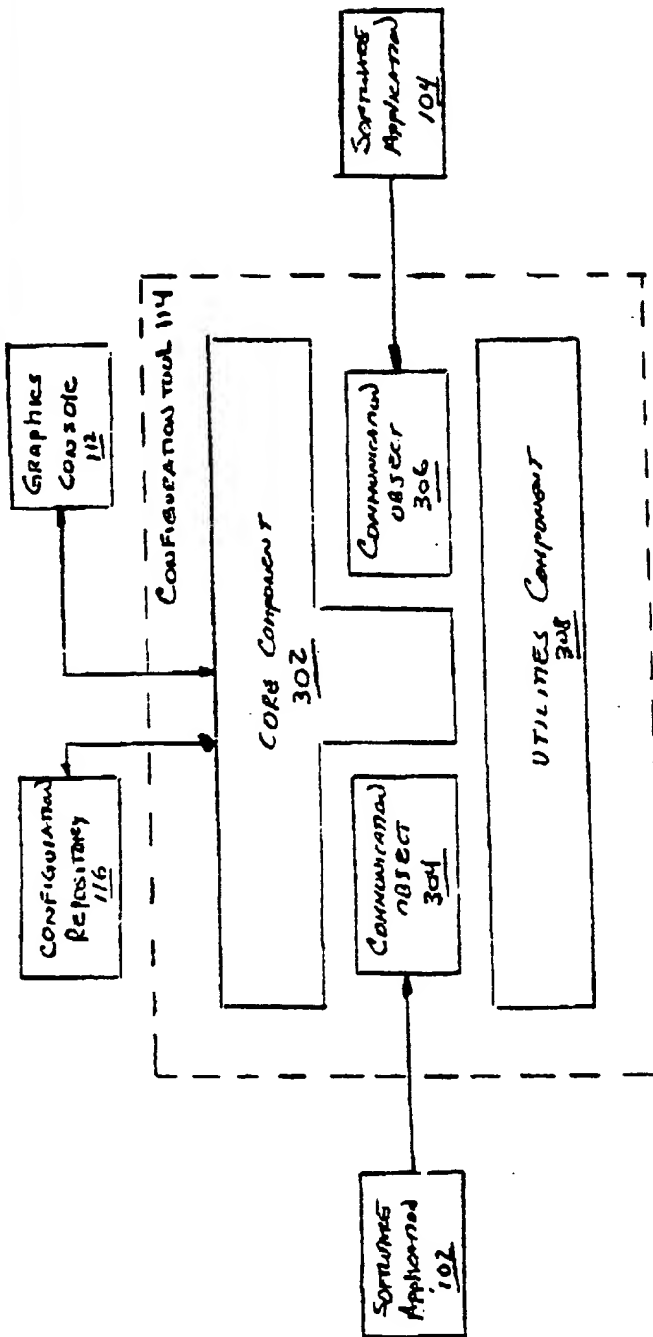 CONFIGURATION
Repository
116
GRAPHICS
CONSOLE
112
CONFIGURATION TOOL 114
CORE COMPONENT
302
COMMUNICATION
OBJECT
304
COMMUNICATION
OBJECT
306
UTILITIES COMPONENT
308
SOFTWARE
Application
102
SOFTWARE
Application
104